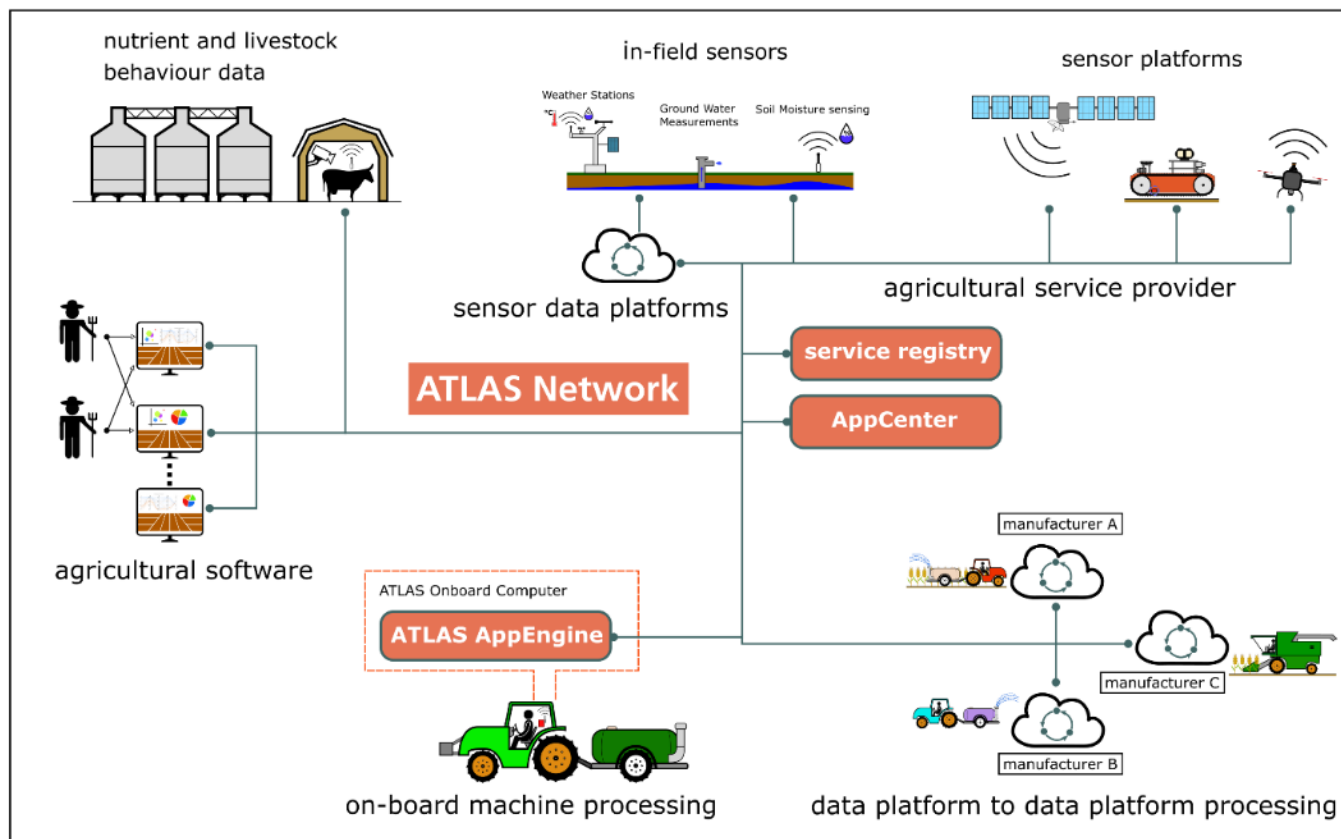 nutrient and livestock
behaviour data
in-field sensors
sensor platforms
Weather Stations
°C
Ground Water
Measurements
Soil Moisture sensing
sensor data platforms
agricultural service provider
service registry
ATLAS Network
AppCenter
agricultural software
manufacturer A
ATLAS Onboard Computer
ATLAS AppEngine
manufacturer C
manufacturer B
on-board machine processing
data platform to data platform processing